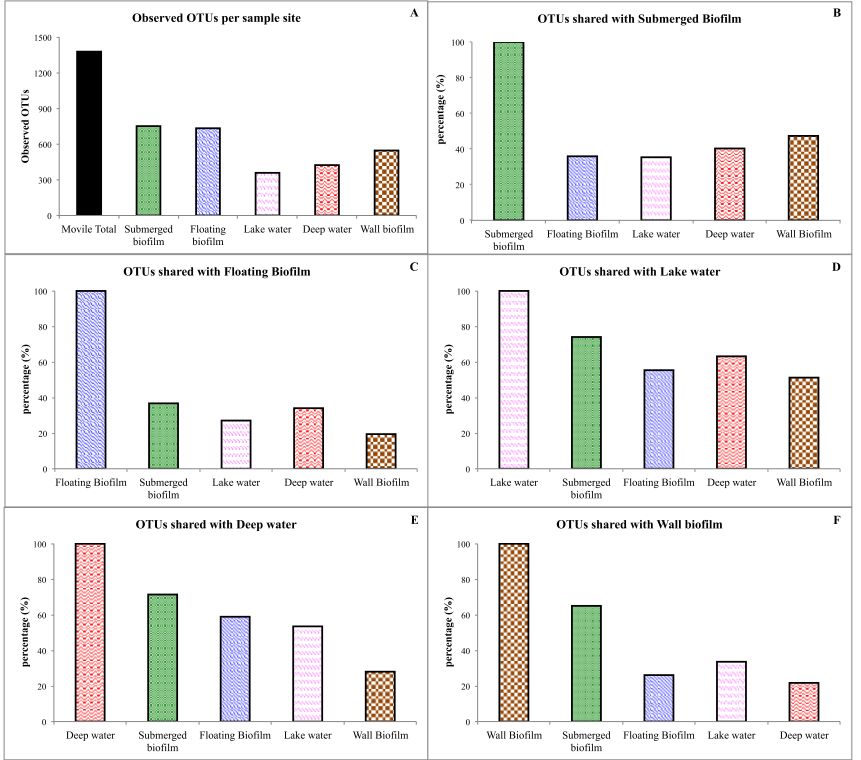 Observed OTUs per sample site
A
Observed OTUs
1500
1200
900
600
300
0
Movile Total
Submerged
biofilm
Floating
biofilm
Lake water
Deep water
Wall biofilm
OTUs shared with Submerged Biofilm
B
percentage (%)
100
80
60
40
20
0
Submerged
biofilm
Floating Biofilm
Lake water
Deep water
Wall Biofilm
OTUs shared with Floating Biofilm
C
percentage (%)
100
80
60
40
20
0
Floating Biofilm
Submerged
biofilm
Lake water
Deep water
Wall Biofilm
OTUs shared with Lake water
D
percentage (%)
100
80
60
40
20
0
Lake water
Submerged
biofilm
Floating Biofilm
Deep water
Wall Biofilm
OTUs shared with Deep water
E
percentage (%)
100
80
60
40
20
0
Deep water
Submerged
biofilm
Floating Biofilm
Lake water
Wall Biofilm
OTUs shared with Wall biofilm
F
percentage (%)
100
80
60
40
20
0
Wall Biofilm
Submerged
biofilm
Floating Biofilm
Lake water
Deep water